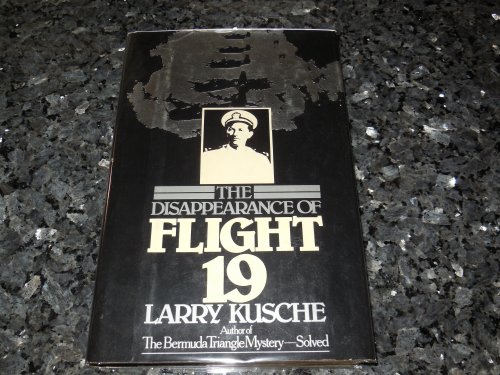 THE
DISAPPEARANCE OF
FLIGHT
19
LARRY KUSCHE
Author of
The Bermuda Triangle Mystery—Solved